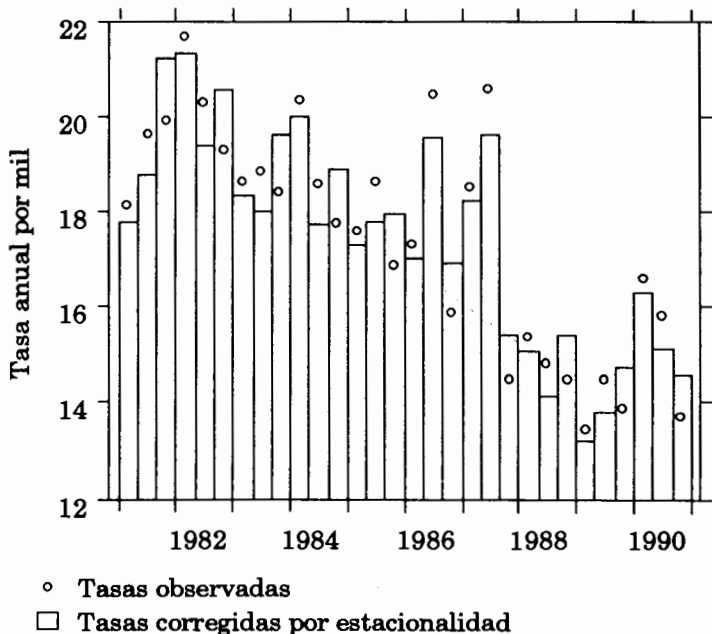 Tasa anual por mil
22
20
18
16
14
12
1982 1984 1986 1988 1990
Tasas observadas
Tasas corregidas por estacionalidad